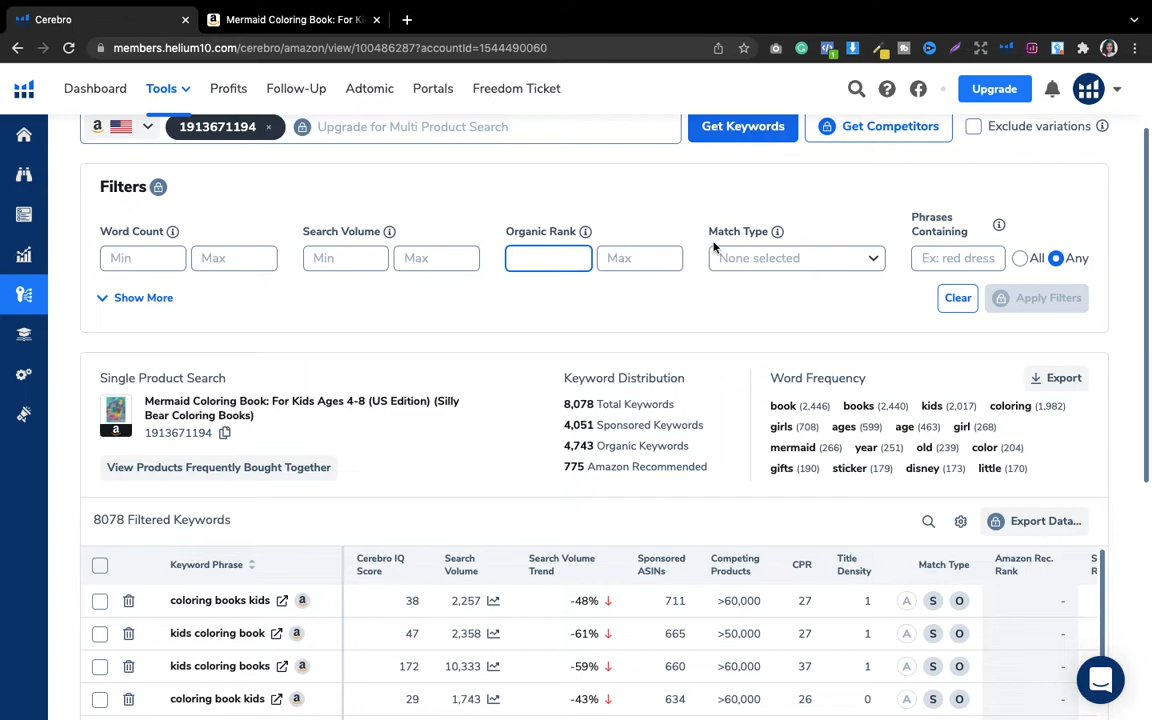 Cerebro
Mermaid Coloring Book: For Ki
members.helium10.com/cerebro/amazon/view/100486287?accountId=1544490060
Dashboard Tools Profits Follow-Up Adtomic Portals Freedom Ticket Upgrade
1913671194 × Upgrade for Multi Product Search Get Keywords Get Competitors Exclude variations
Filters
Word Count Search Volume Organic Rank Match Type Phrases Containing
Min Max Min Max Max None selected Ex: red dress All Any
Show More Clear Apply Filters
Single Product Search Keyword Distribution Word Frequency Export
Mermaid Coloring Book: For Kids Ages 4-8 (US Edition) (Silly
Bear Coloring Books)
1913671194
View Products Frequently Bought Together
8,078 Total Keywords
4,051 Sponsored Keywords
4,743 Organic Keywords
775 Amazon Recommended
book (2,446) books (2,440) kids (2,017) coloring (1,982)
girls (708) ages (599) age (463) girl (268)
mermaid (266) year (251) old (239) color (204)
gifts (190) sticker (179) disney (173) little (170)
8078 Filtered Keywords Export Data...
Keyword Phrase Cerebro IQ Score Search Volume Search Volume Trend Sponsored ASINs Competing Products CPR Title Density Match Type Amazon Rec. Rank S R
coloring books kids 38 2,257 -48% 711 >60,000 27 1 A S O -
kids coloring book 47 2,358 -61% 665 >50,000 27 1 A S O -
kids coloring books 172 10,333 -59% 660 >60,000 37 1 A S O -
coloring book kids 29 1,743 -43% 634 >60,000 26 0 A S O -